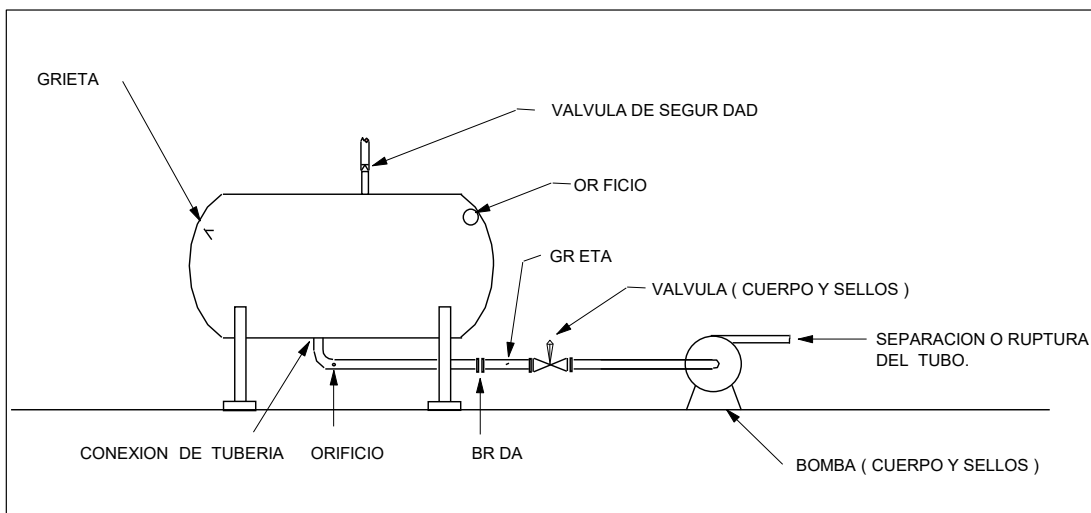 GRIETA
VALVULA DE SEGUR DAD
OR FICIO
GR ETA
VALVULA ( CUERPO Y SELLOS )
SEPARACION O RUPTURA
DEL TUBO.
CONEXION DE TUBERIA
ORIFICIO
BR DA
BOMBA ( CUERPO Y SELLOS )